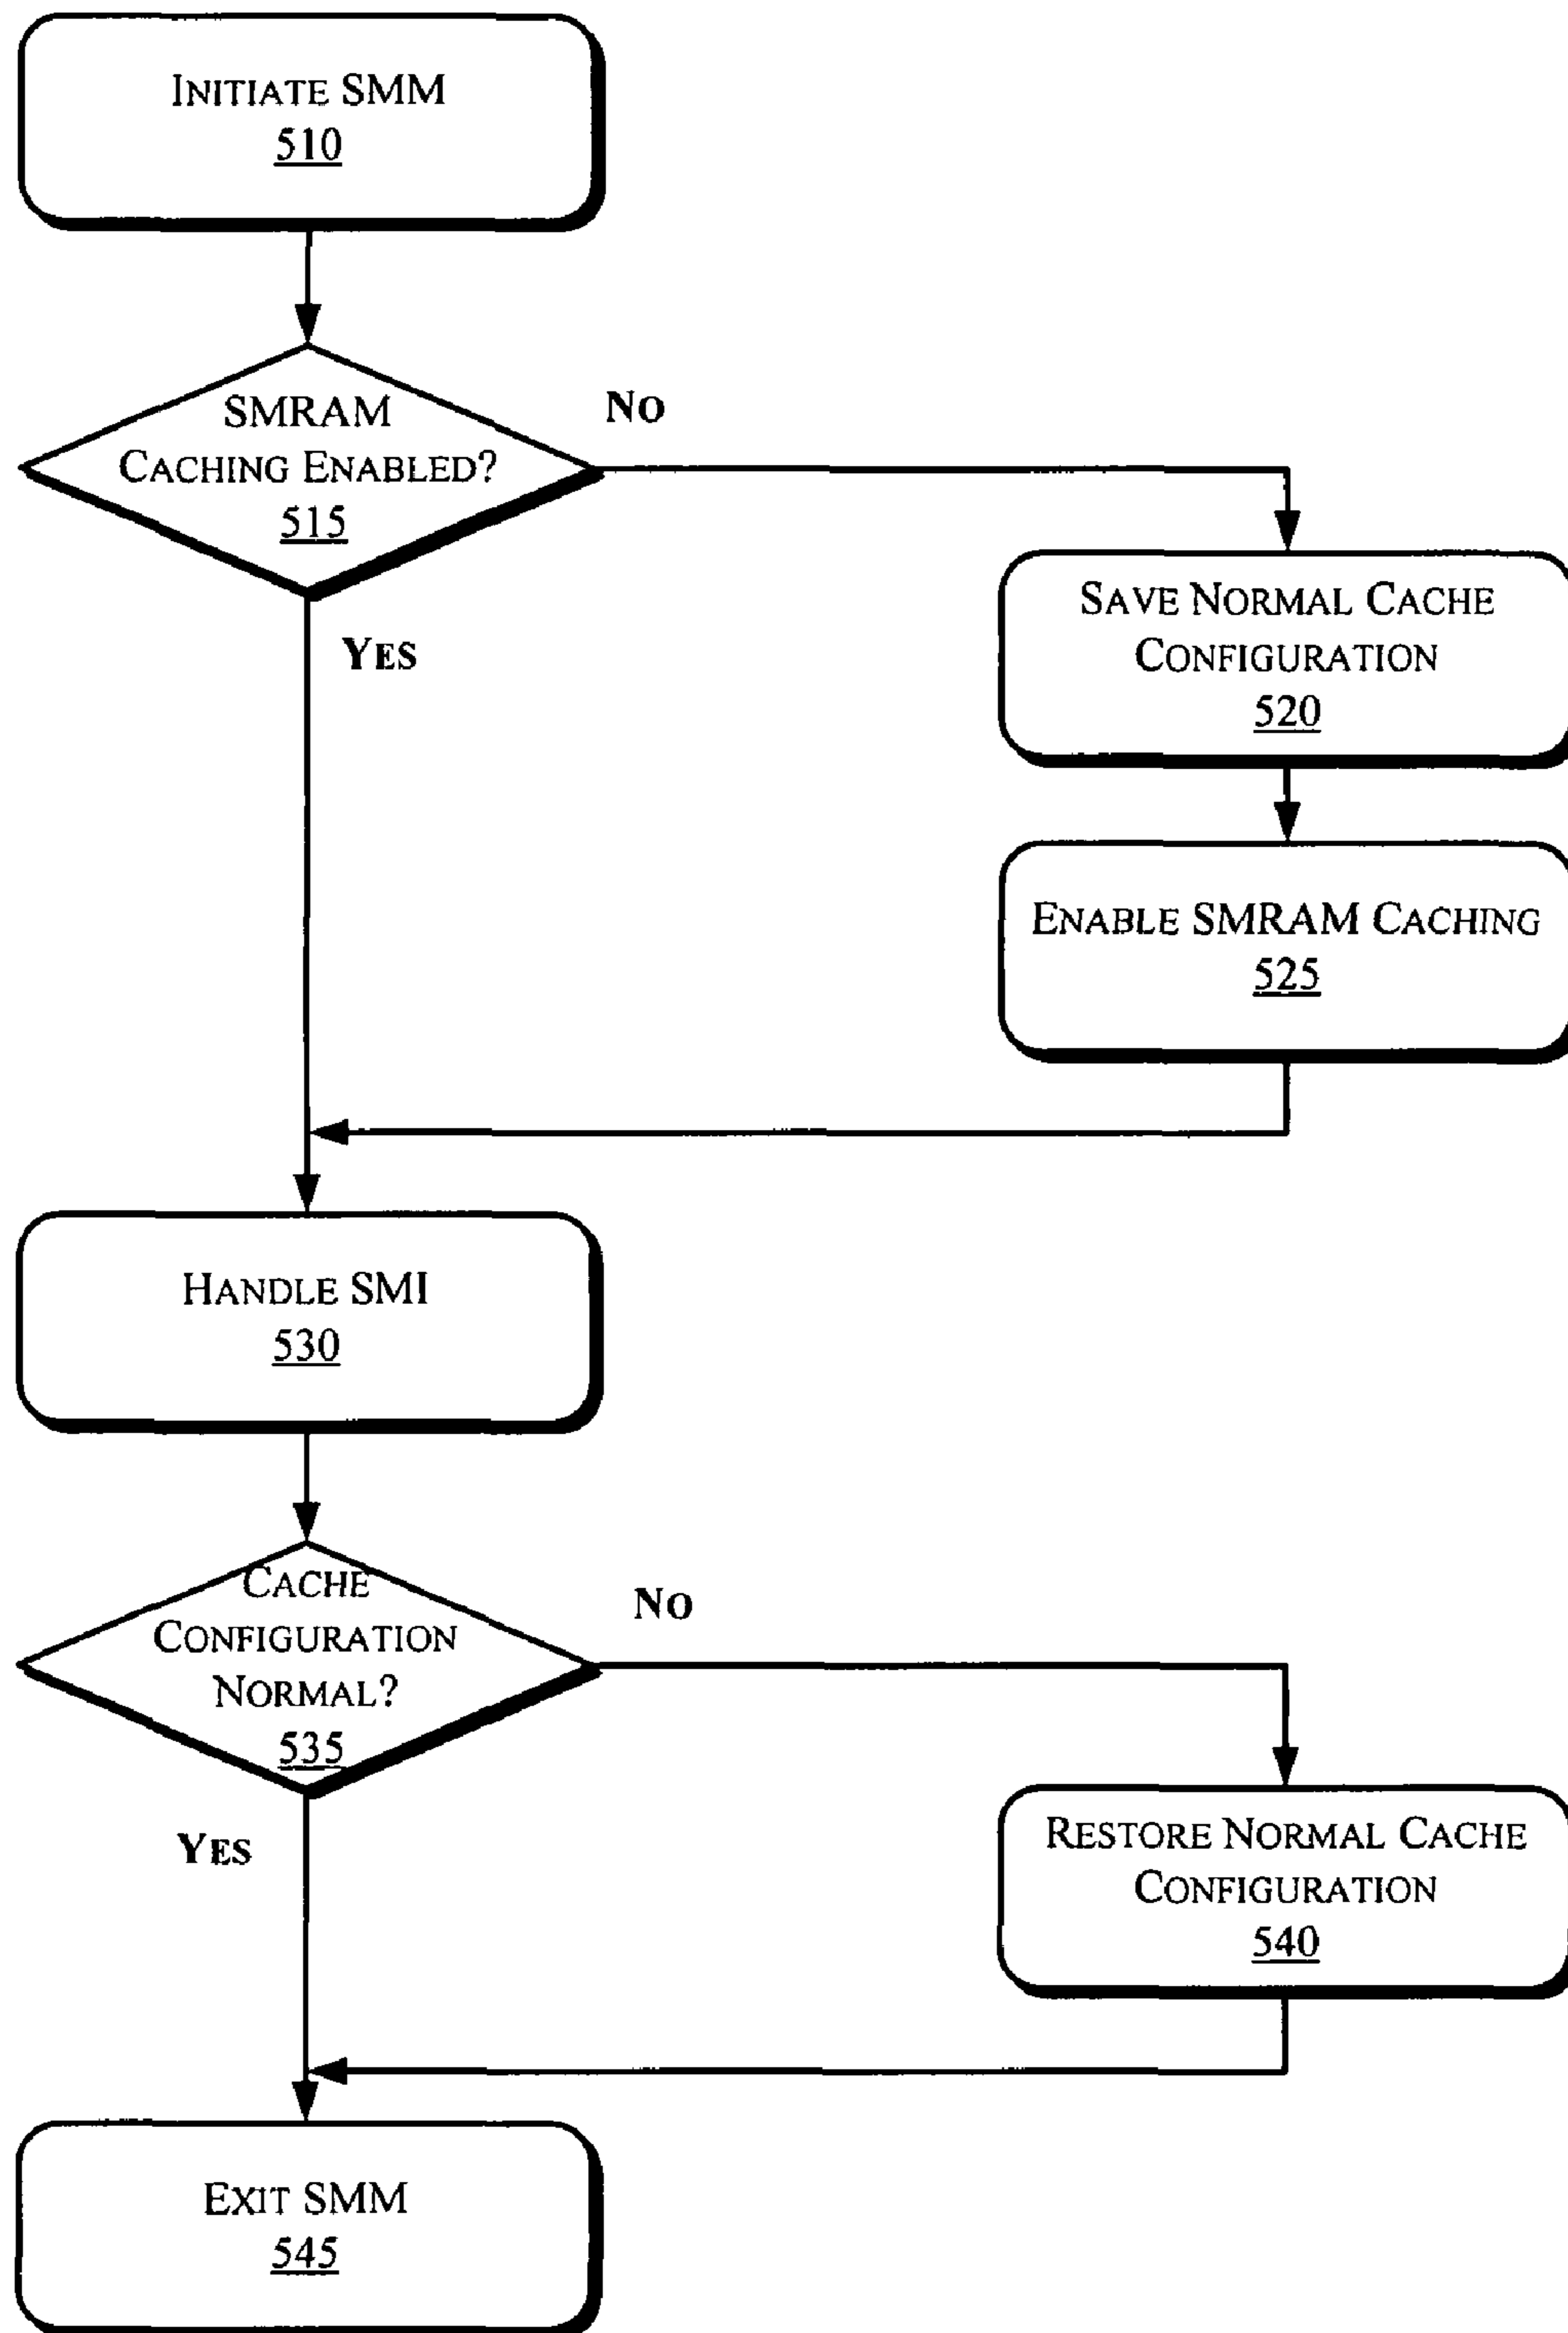 INITIATE SMM
510
SMRAM
CACHING ENABLED?
515
NO
YES
SAVE NORMAL CACHE
CONFIGURATION
520
ENABLE SMRAM CACHING
525
HANDLE SMI
530
CACHE
CONFIGURATION
NORMAL?
535
NO
YES
RESTORE NORMAL CACHE
CONFIGURATION
540
EXIT SMM
545